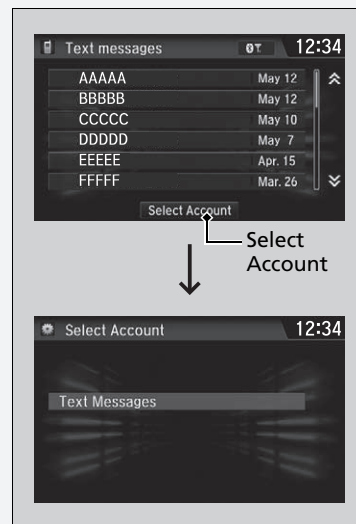 Text messages 12:34
AAAAA May 12
BBBBB May 12
CCCCC May 10
DDDDD May 7
EEEEE Apr. 15
FFFFF Mar. 26
Select Account
Select
Account
Select Account 12:34
Text Messages